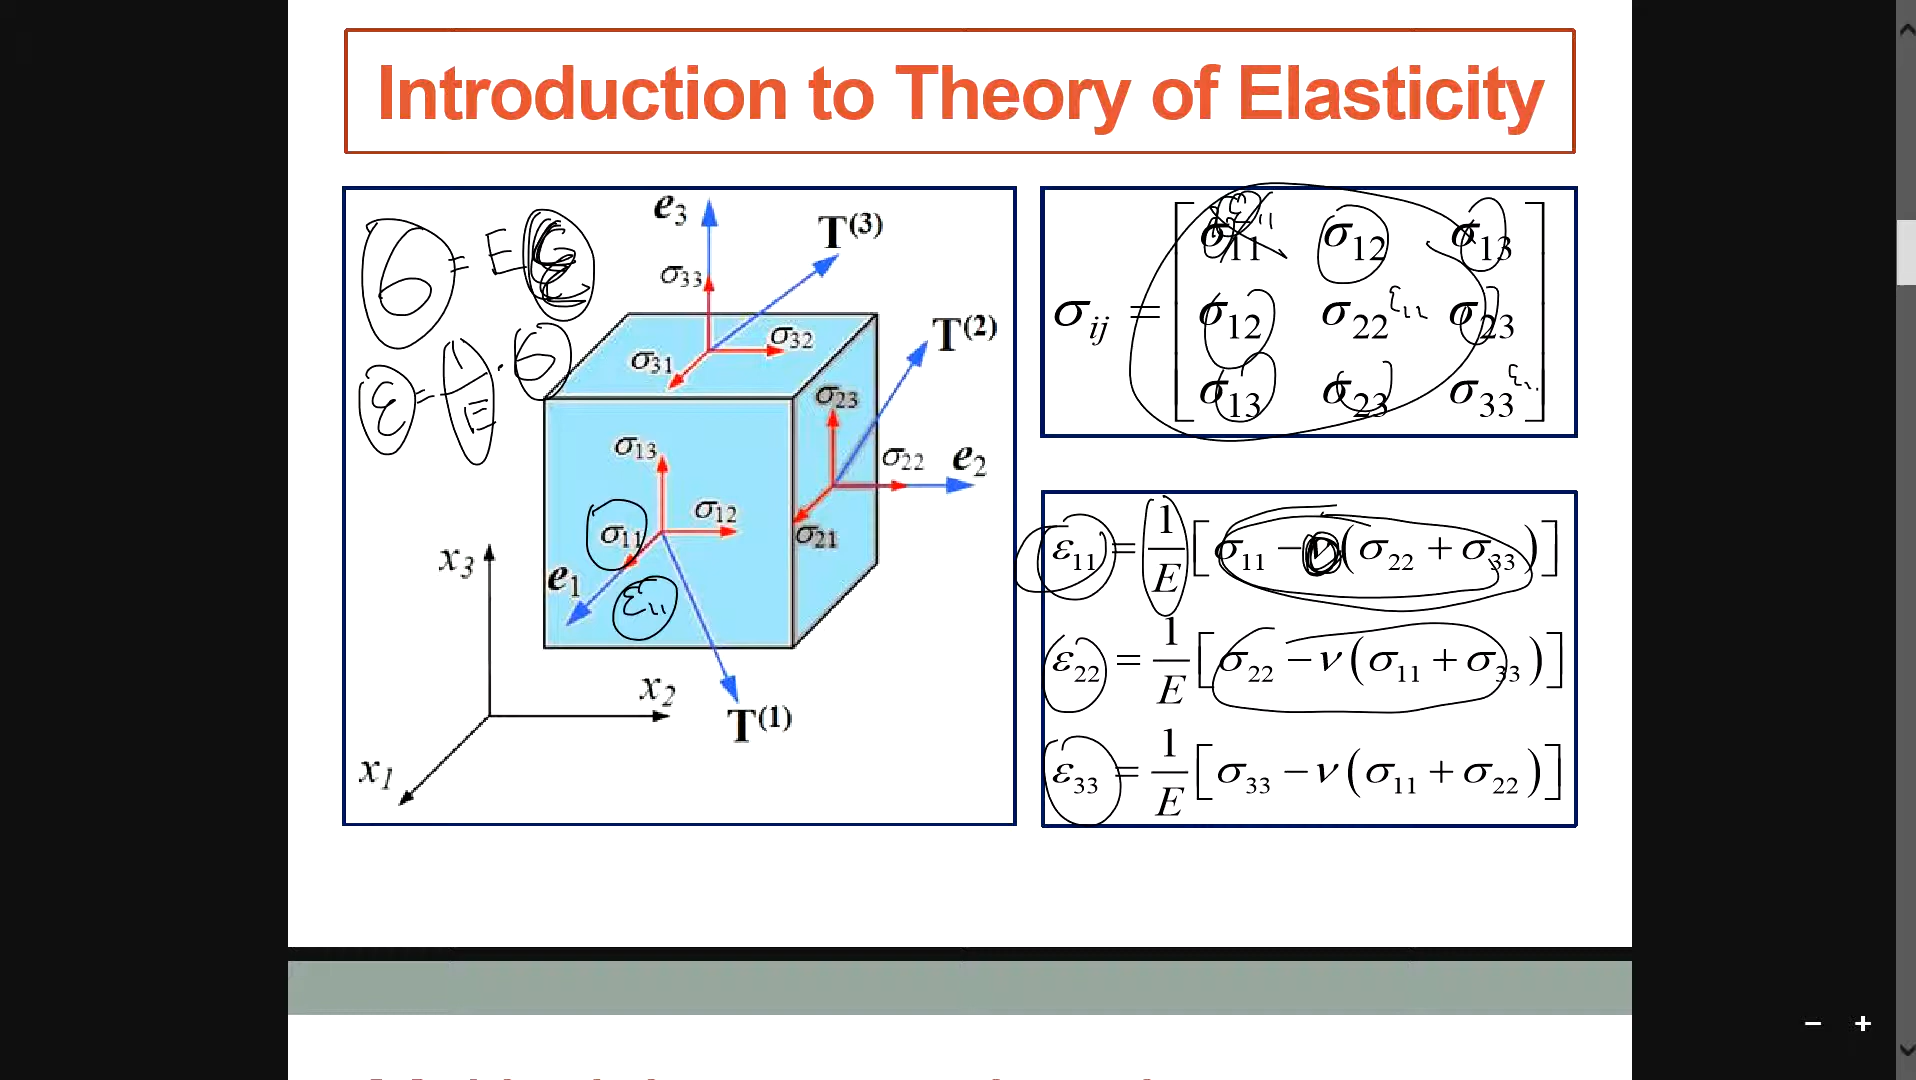 Introduction to Theory of Elasticity
σ = E ε
ε = 1/E · σ
e3
T(3)
σ33
σ32
σ31
T(2)
σ23
σ22
e2
σ13
σ12
σ11
σ21
e1
ε11
x3
x2
x1
T(1)
σij = [ σ11 σ12 σ13
σ12 σ22 σ23
σ13 σ23 σ33 ]
ε11 = 1/E [ σ11 − ν ( σ22 + σ33 ) ]
ε22 = 1/E [ σ22 − ν ( σ11 + σ33 ) ]
ε33 = 1/E [ σ33 − ν ( σ11 + σ22 ) ]
− +